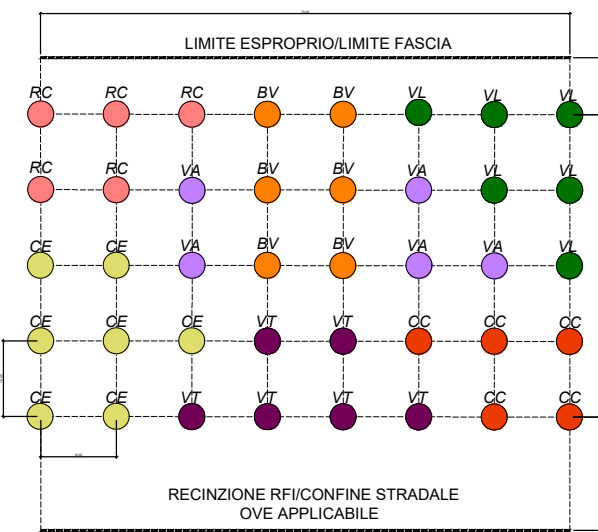 LIMITE ESPROPRIO/LIMITE FASCIA
RC RC RC BV BV VL VL VL
RC RC VA BV BV VA VL VL
CE CE VA BV BV VA VA VL
CE CE CE VT VT CC CC CC
CE CE VT VT VT VT CC CC
RECINZIONE RFI/CONFINE STRADALE
OVE APPLICABILE